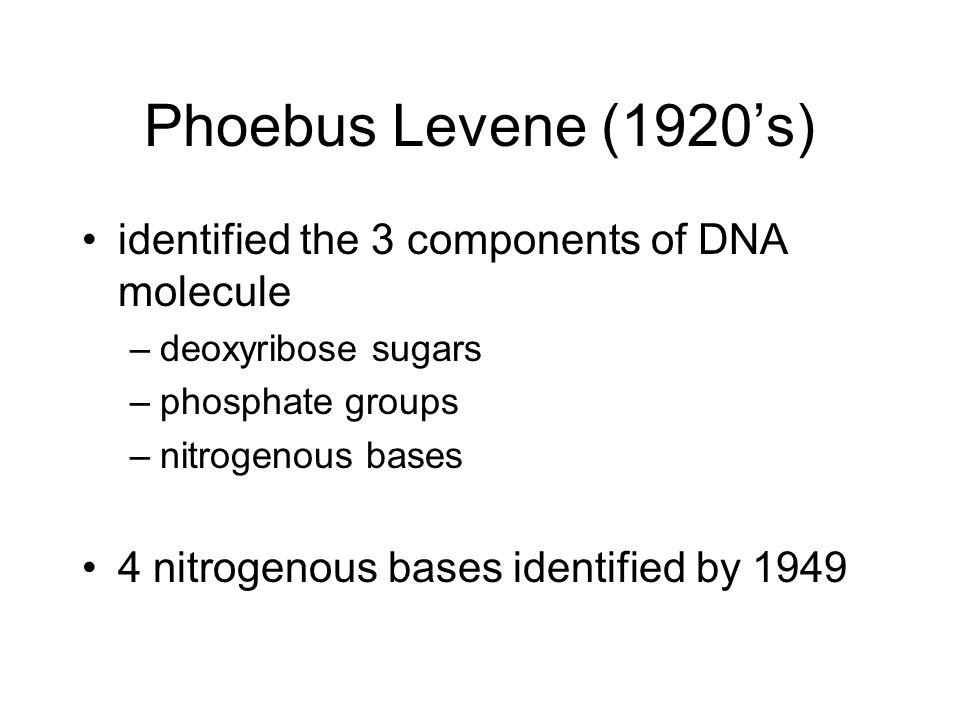 Phoebus Levene (1920’s)
• identified the 3 components of DNA
molecule
– deoxyribose sugars
– phosphate groups
– nitrogenous bases
• 4 nitrogenous bases identified by 1949